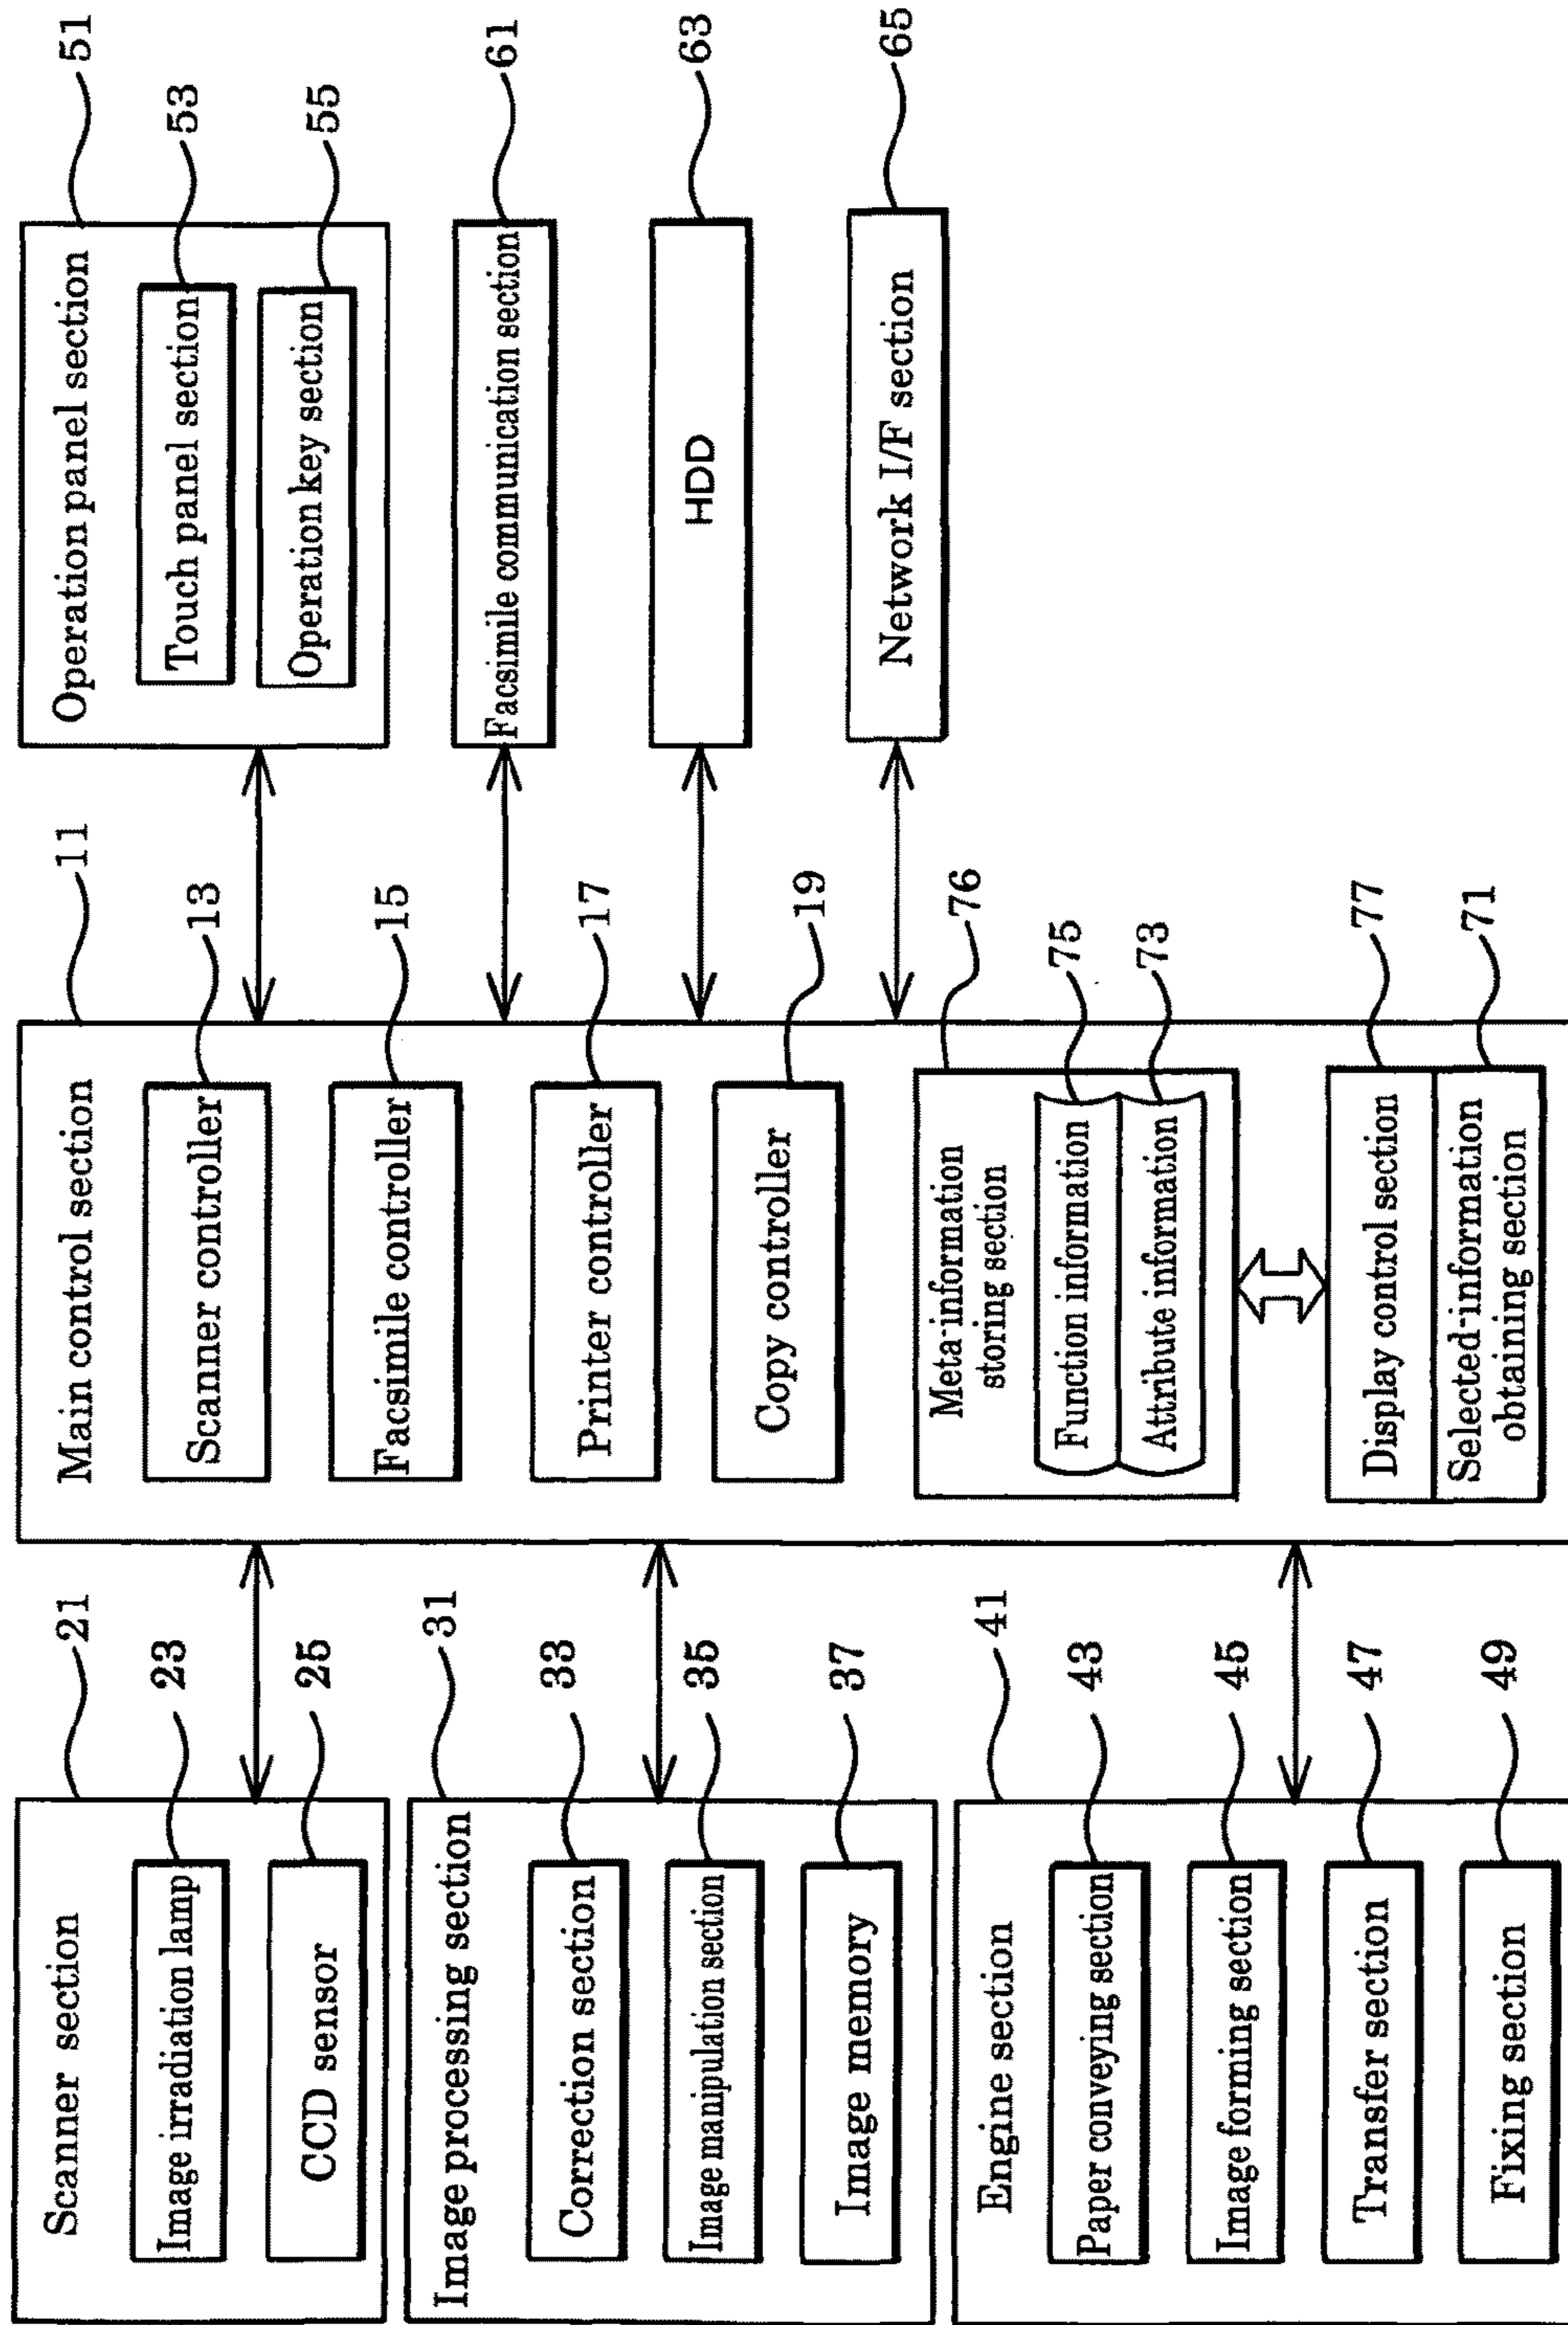 Scanner section
21
Image irradiation lamp
23
CCD sensor
25
Image processing section
31
Correction section
33
Image manipulation section
35
Image memory
37
Engine section
41
Paper conveying section
43
Image forming section
45
Transfer section
47
Fixing section
49
Main control section
11
Scanner controller
13
Facsimile controller
15
Printer controller
17
Copy controller
19
Meta-information
storing section
76
Function information
75
Attribute information
73
Display control section
77
Selected-information
obtaining section
71
Operation panel section
51
Touch panel section
53
Operation key section
55
Facsimile communication section
61
HDD
63
Network I/F section
65